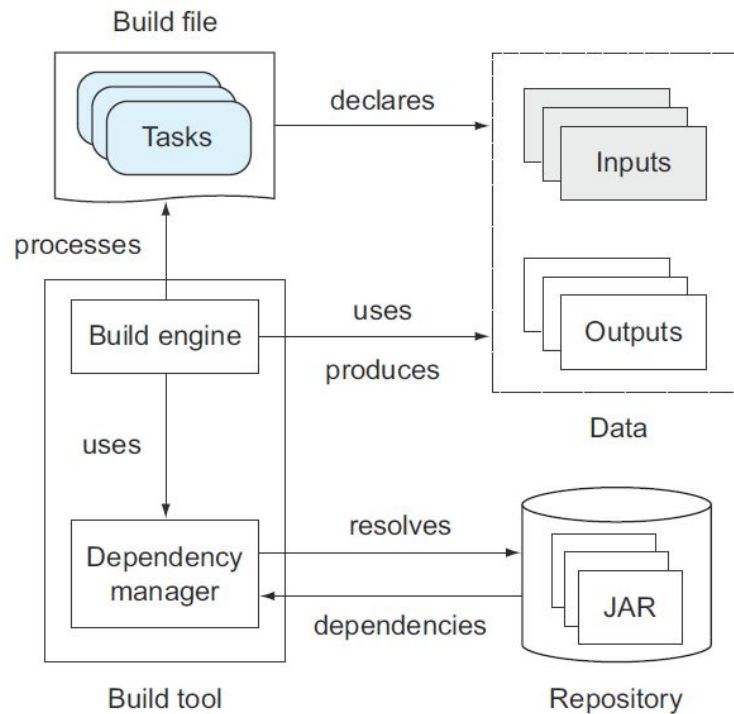 Build file
Tasks
declares
Inputs
processes
Build engine
uses
produces
Outputs
Data
uses
Dependency
manager
resolves
dependencies
JAR
Build tool
Repository